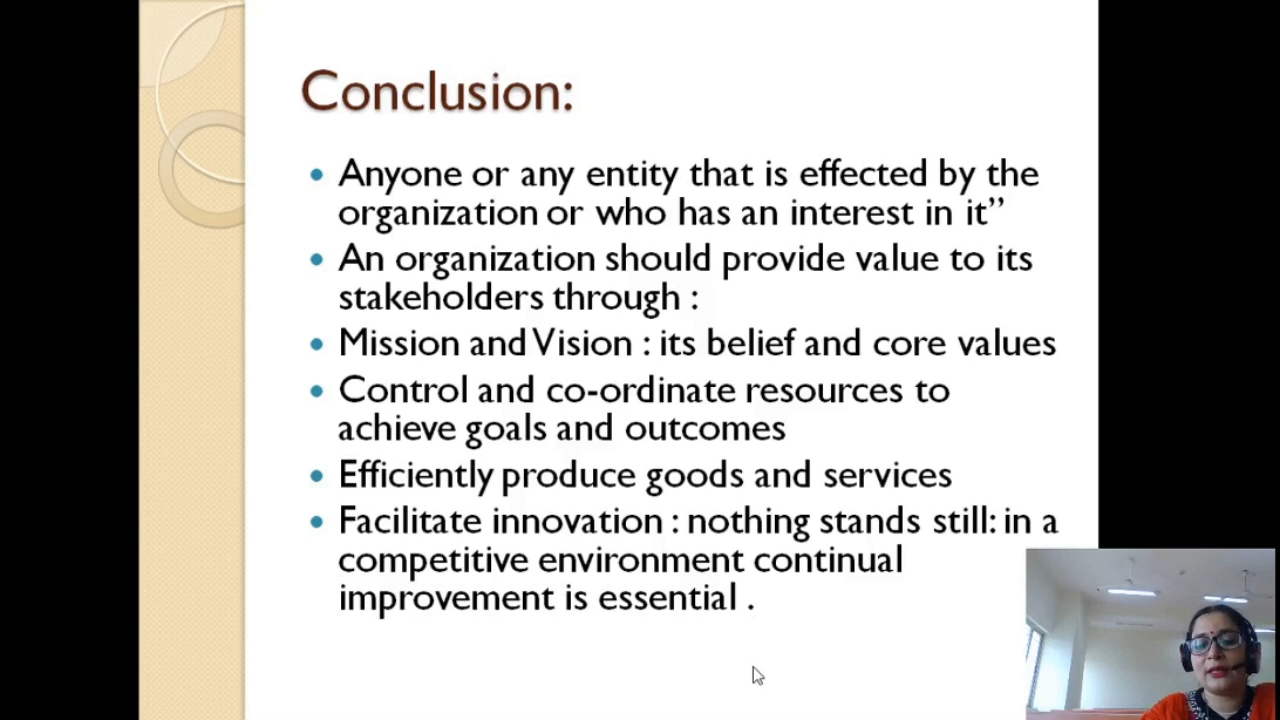 Conclusion:
• Anyone or any entity that is effected by the
organization or who has an interest in it”
• An organization should provide value to its
stakeholders through :
• Mission and Vision : its belief and core values
• Control and co-ordinate resources to
achieve goals and outcomes
• Efficiently produce goods and services
• Facilitate innovation : nothing stands still: in a
competitive environment continual
improvement is essential .